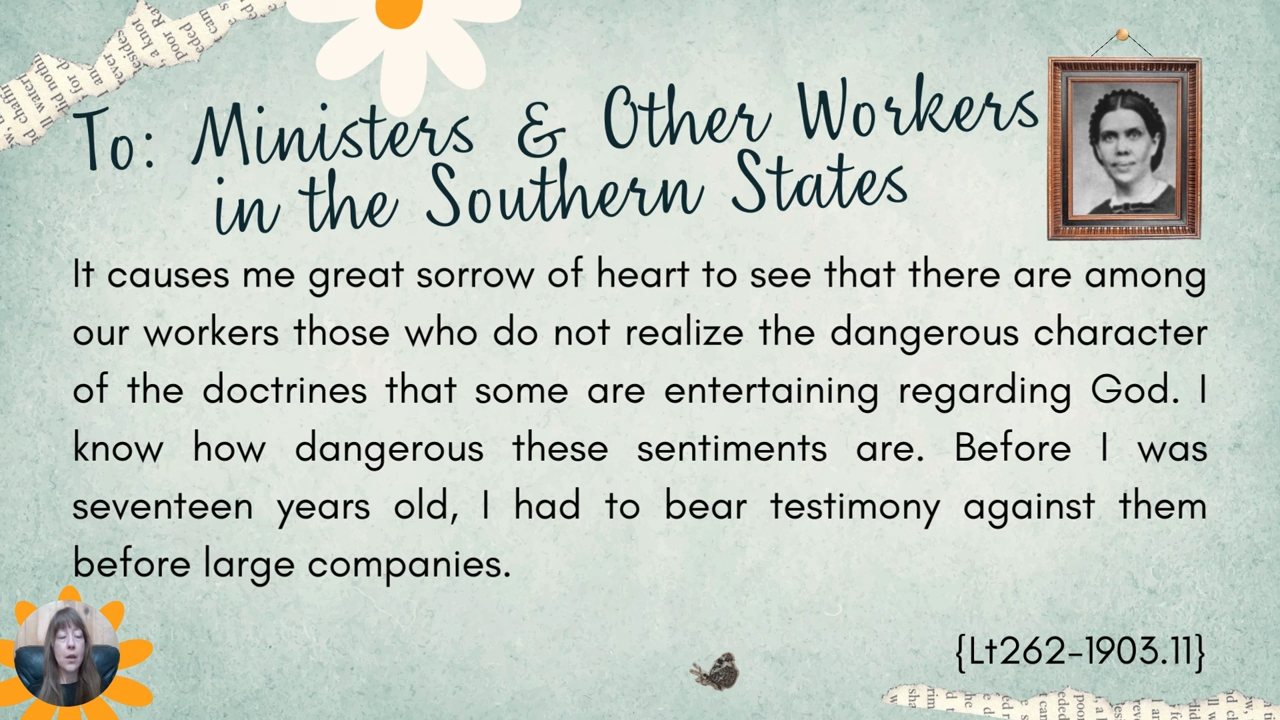 To: Ministers & Other Workers
in the Southern States
It causes me great sorrow of heart to see that there are among
our workers those who do not realize the dangerous character
of the doctrines that some are entertaining regarding God. I
know how dangerous these sentiments are. Before I was
seventeen years old, I had to bear testimony against them
before large companies.
{Lt262-1903.11}